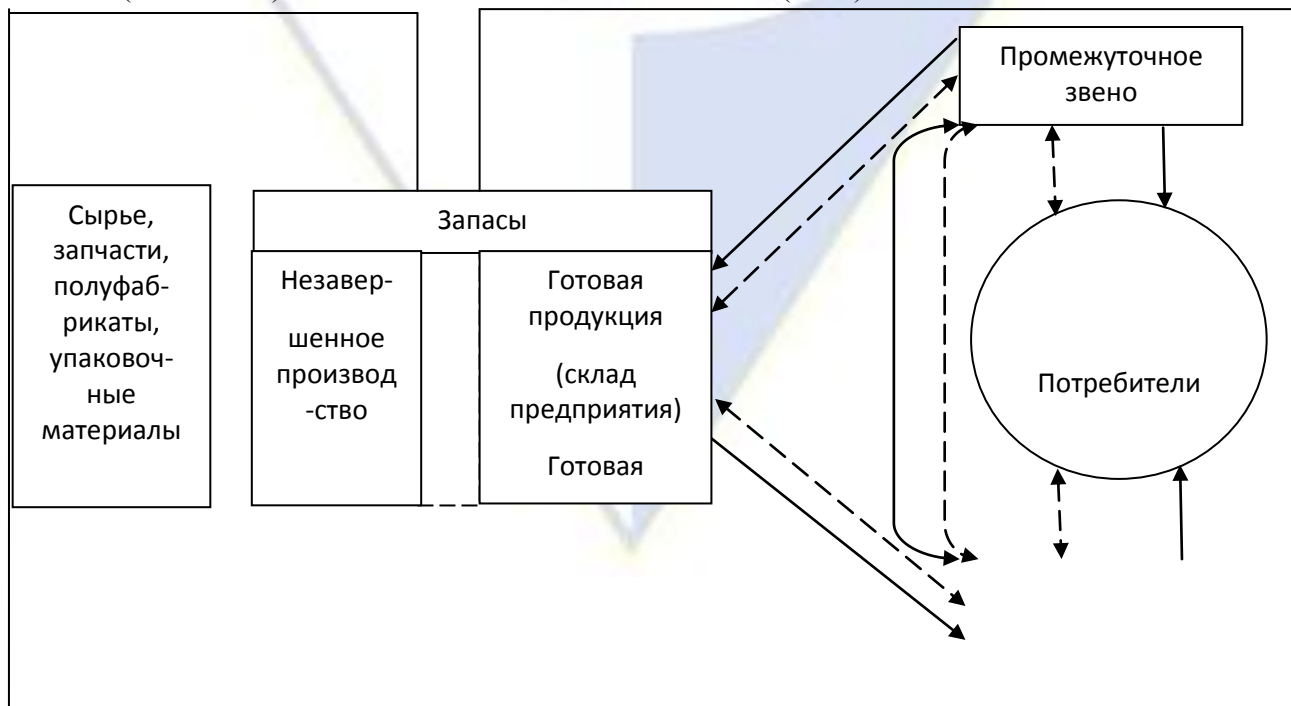 Промежуточное
звено
Сырье,
запчасти,
полуфаб-
рикаты,
упаковоч-
ные
материалы
Запасы
Незавер-
шенное
производ
-ство
Готовая
продукция
(склад
предприятия)
Готовая
Потребители